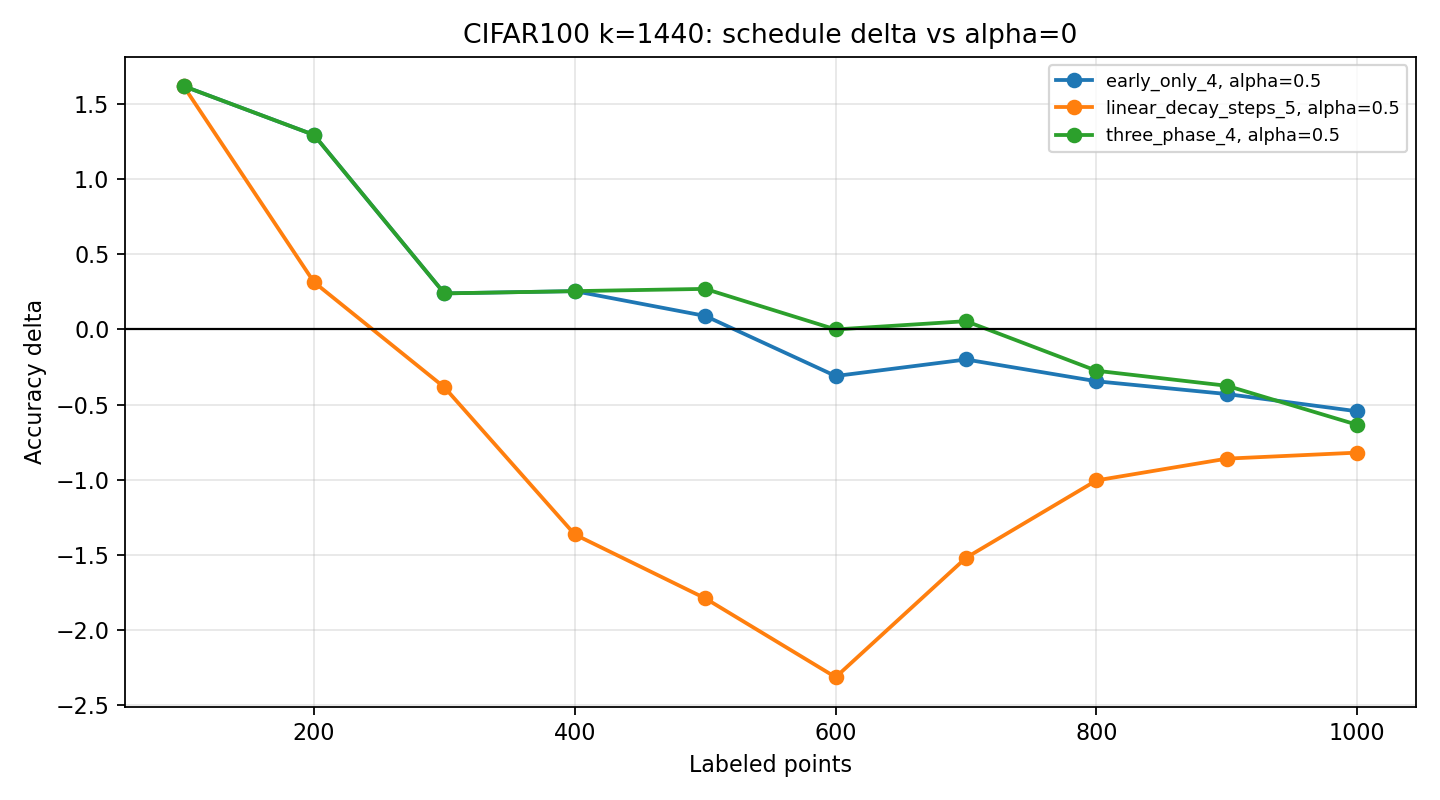 CIFAR100 k=1440: schedule delta vs alpha=0
early_only_4, alpha=0.5
linear_decay_steps_5, alpha=0.5
three_phase_4, alpha=0.5
Accuracy delta
1.5
1.0
0.5
0.0
−0.5
−1.0
−1.5
−2.0
−2.5
200
400
600
800
1000
Labeled points